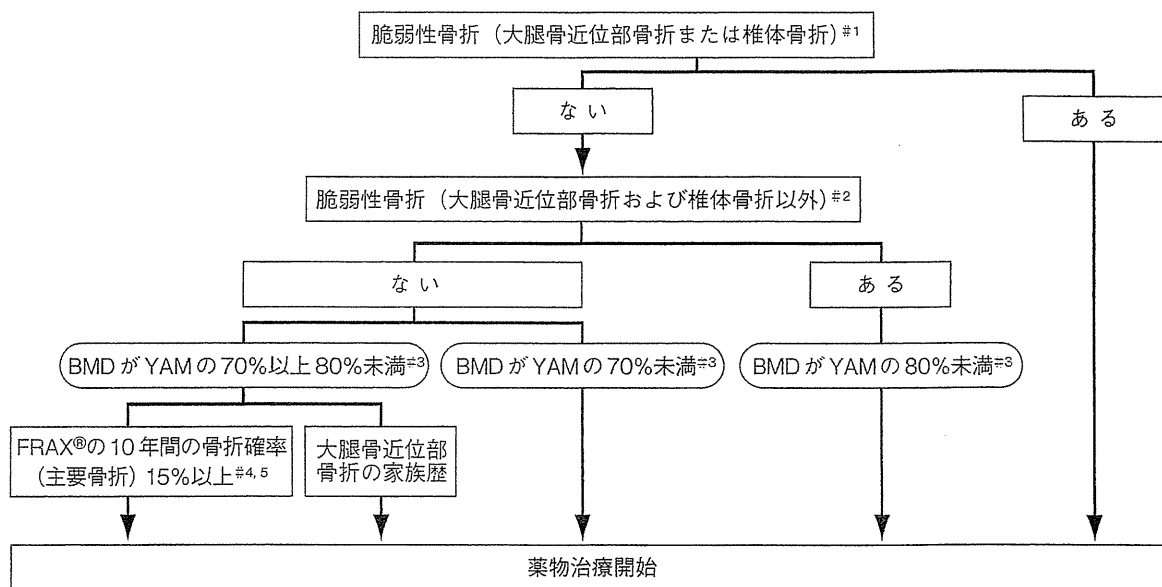 脆弱性骨折（大腿骨近位部骨折または椎体骨折）#1
ない
ある
脆弱性骨折（大腿骨近位部骨折および椎体骨折以外）#2
ない
ある
BMDがYAMの70%以上80%未満#3
BMDがYAMの70%未満#3
BMDがYAMの80%未満#3
FRAX®の10年間の骨折確率
（主要骨折）15%以上#4, 5
大腿骨近位部
骨折の家族歴
薬物治療開始